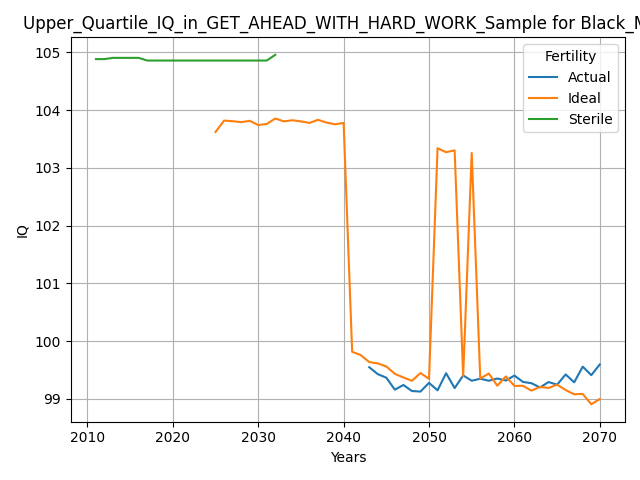 Upper_Quartile_IQ_in_GET_AHEAD_WITH_HARD_WORK_Sample for Black_M
105
104
103
102
101
100
99
IQ
2010 2020 2030 2040 2050 2060 2070
Years
Fertility
Actual
Ideal
Sterile